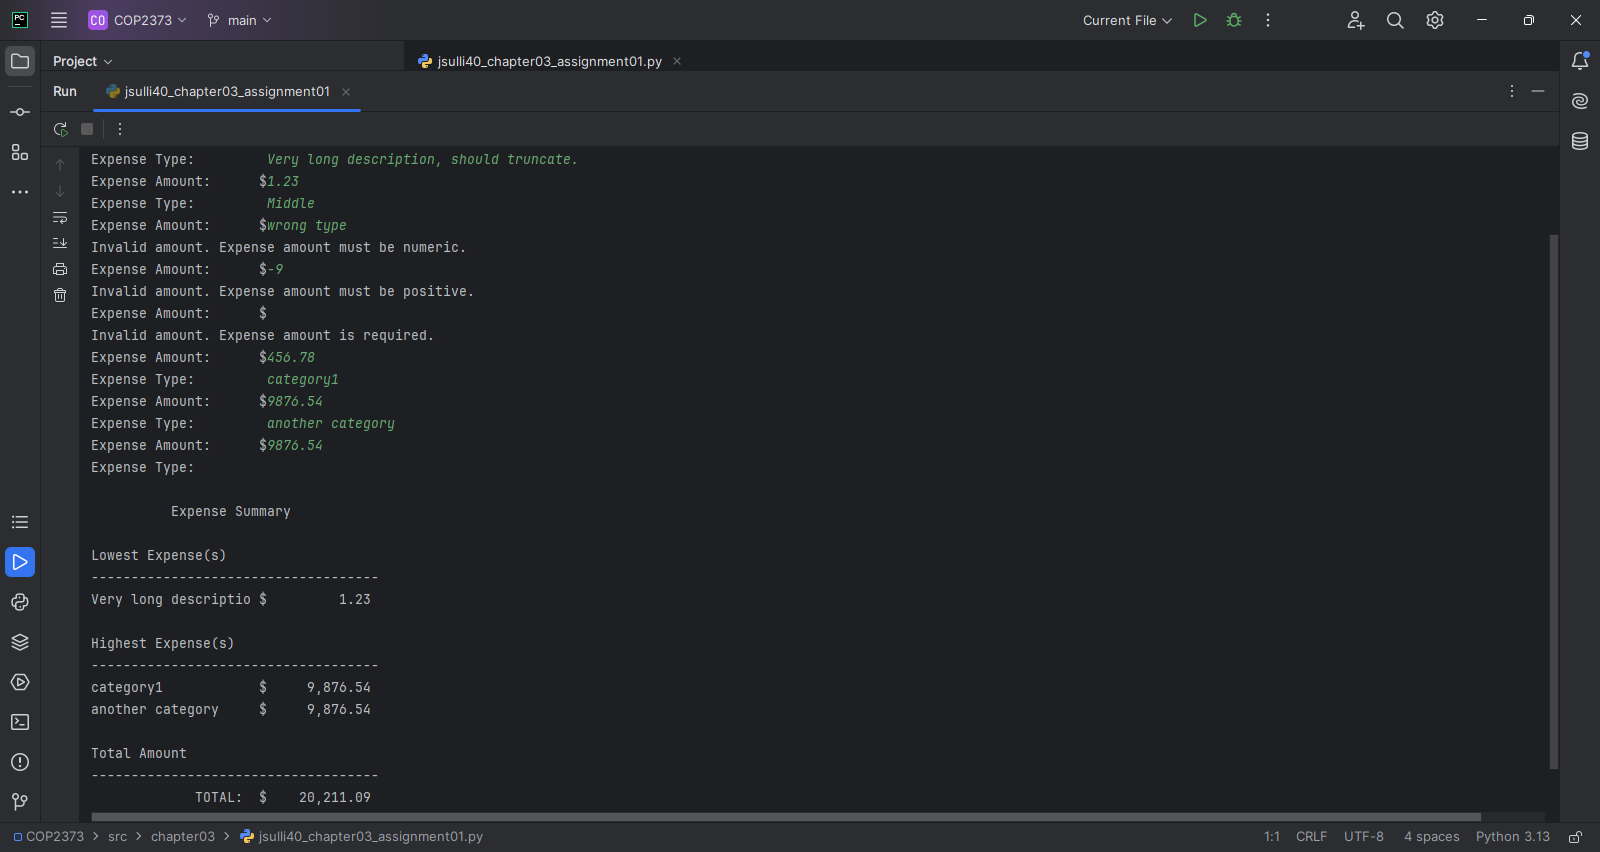 PC
CO COP2373 main Current File
Project jsulli40_chapter03_assignment01.py
Run jsulli40_chapter03_assignment01
Expense Type: Very long description, should truncate.
Expense Amount: $1.23
Expense Type: Middle
Expense Amount: $wrong type
Invalid amount. Expense amount must be numeric.
Expense Amount: $-9
Invalid amount. Expense amount must be positive.
Expense Amount: $
Invalid amount. Expense amount is required.
Expense Amount: $456.78
Expense Type: category1
Expense Amount: $9876.54
Expense Type: another category
Expense Amount: $9876.54
Expense Type:
Expense Summary
Lowest Expense(s)
------------------------------------
Very long descriptio $ 1.23
Highest Expense(s)
------------------------------------
category1 $ 9,876.54
another category $ 9,876.54
Total Amount
------------------------------------
TOTAL: $ 20,211.09
COP2373 > src > chapter03 > jsulli40_chapter03_assignment01.py 1:1 CRLF UTF-8 4 spaces Python 3.13